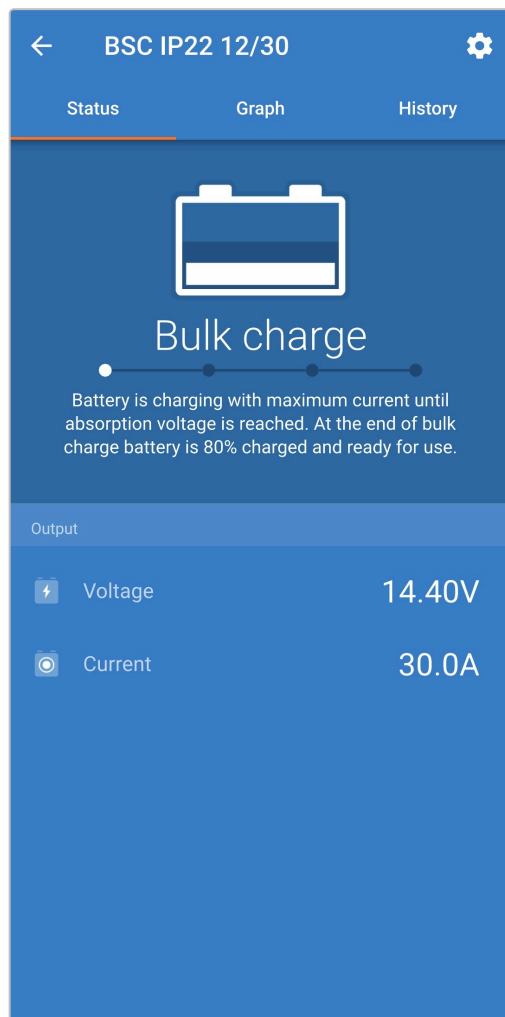 BSC IP22 12/30
Status Graph History
Bulk charge
Battery is charging with maximum current until
absorption voltage is reached. At the end of bulk
charge battery is 80% charged and ready for use.
Output
Voltage 14.40V
Current 30.0A